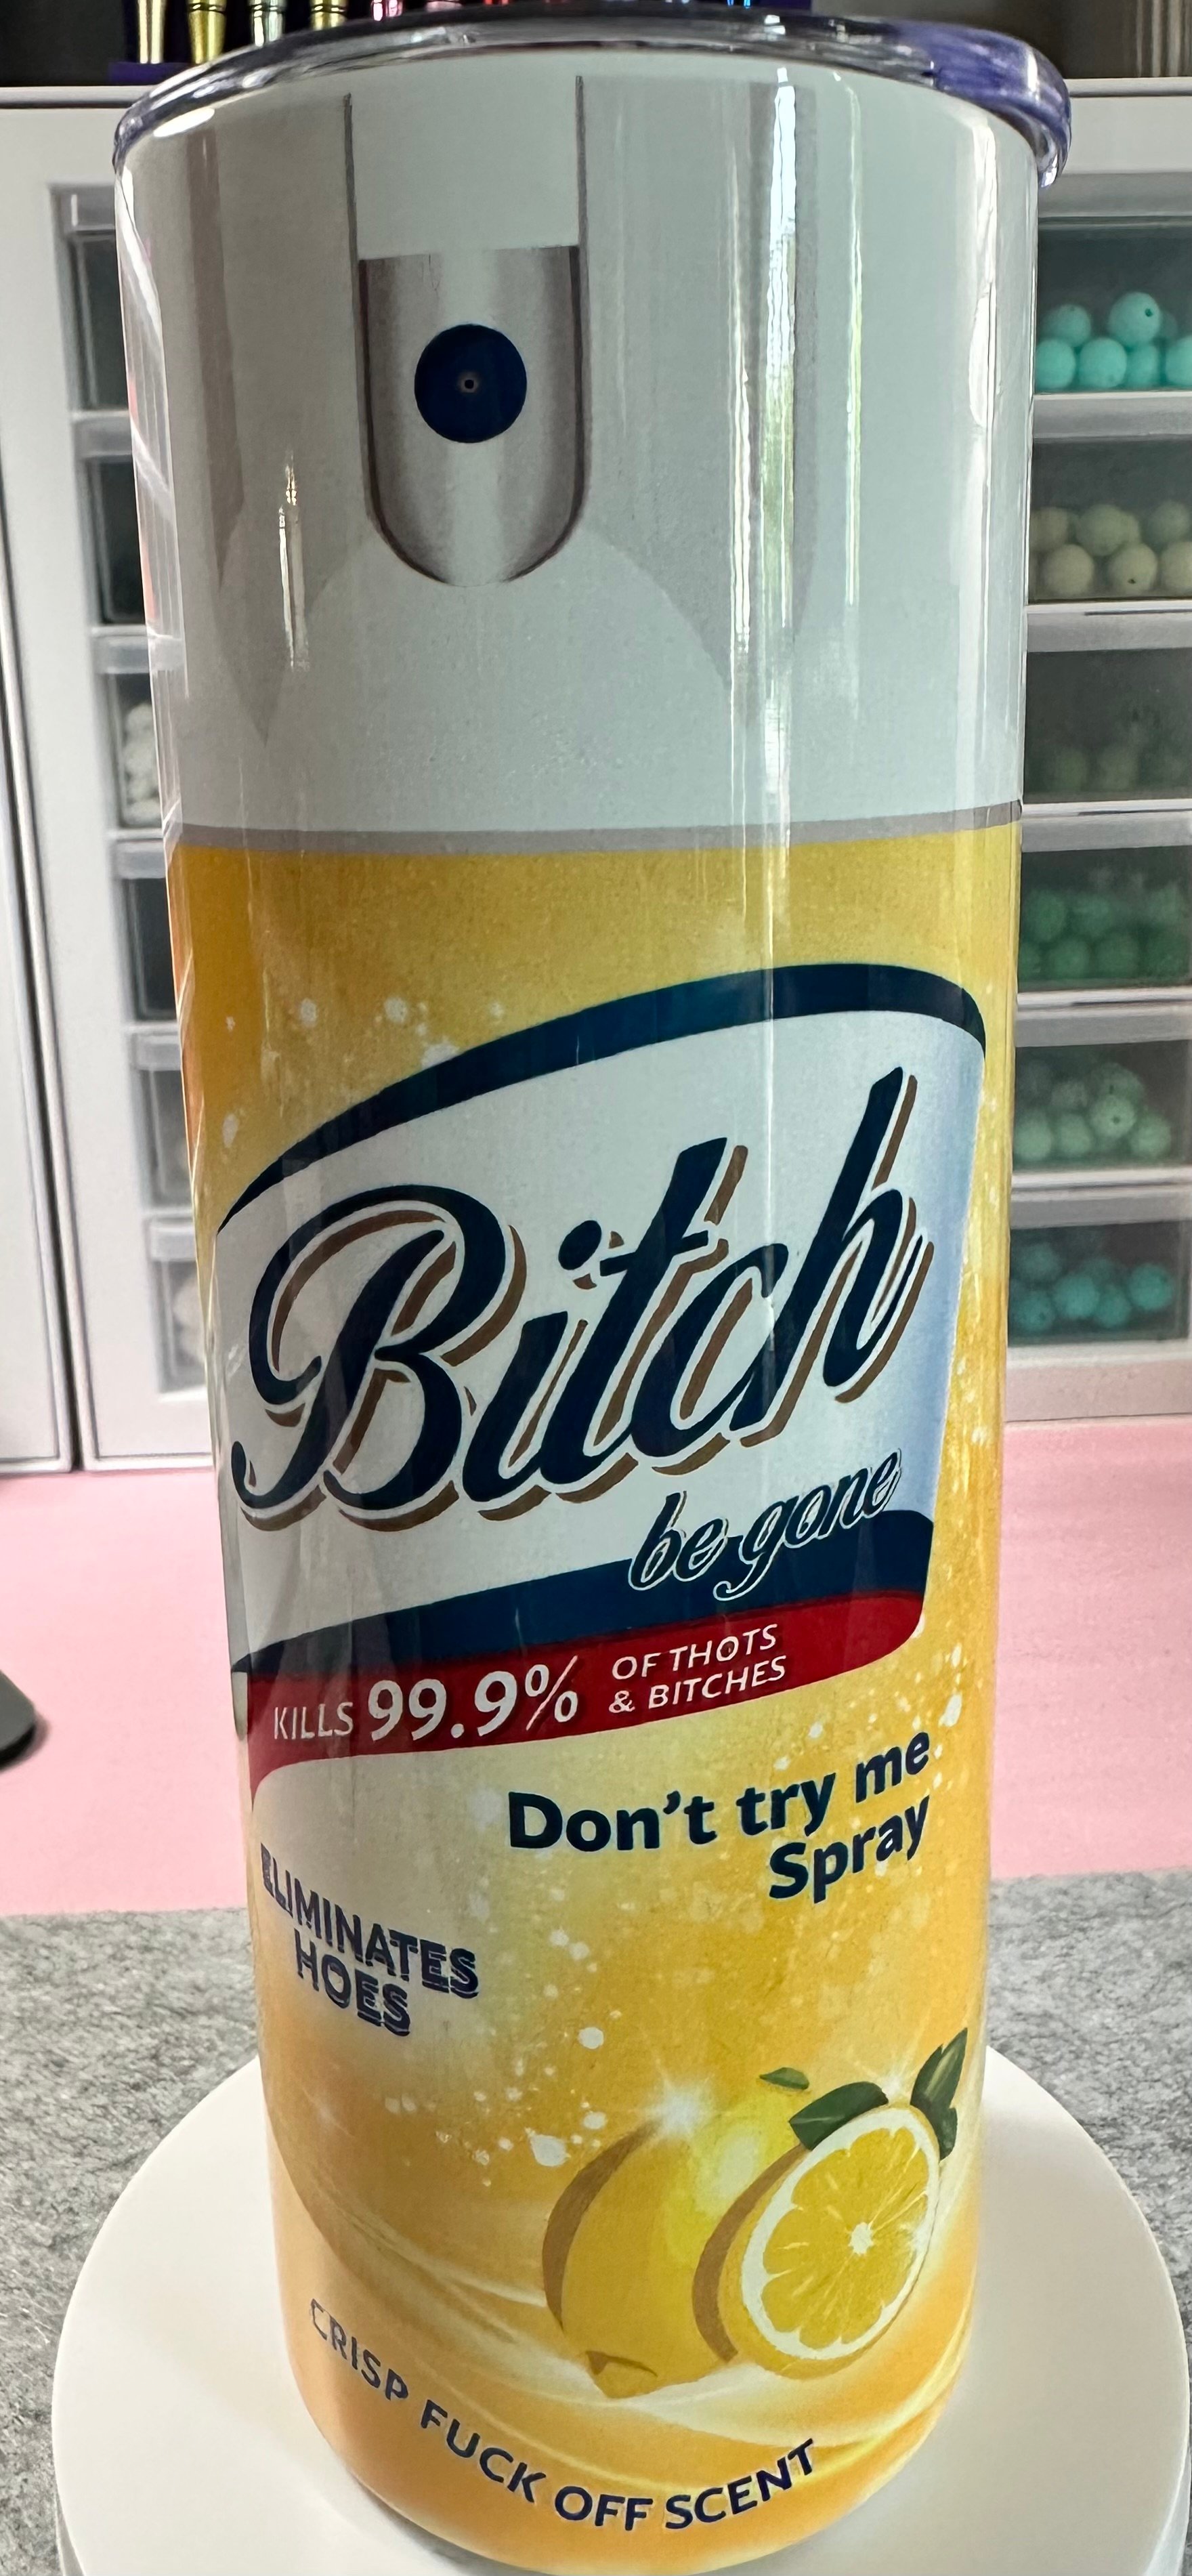 Bitch
be gone
KILLS 99.9% OF THOTS
& BITCHES
Don't try me
Spray
ELIMINATES
HOES
CRISP FUCK OFF SCENT